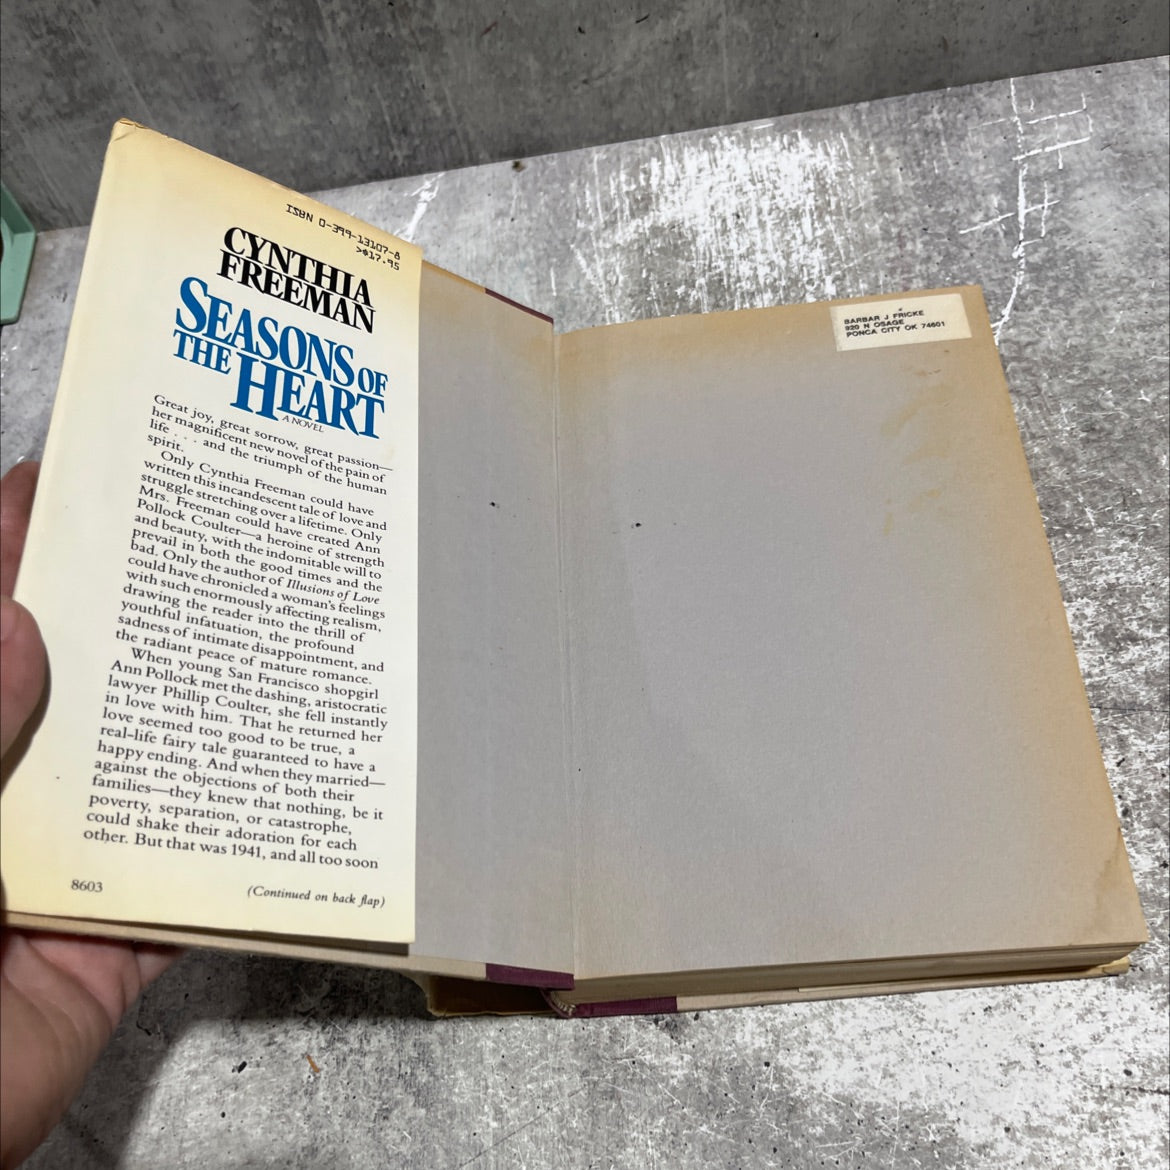 ISBN 0-399-13107-8
>$17.95
CYNTHIA
FREEMAN
SEASONS OF
THE HEART
A NOVEL
Great joy, great sorrow, great passion—
her magnificent new novel of the pain of
life . . . and the triumph of the human
spirit.
Only Cynthia Freeman could have
written this incandescent tale of love and
struggle stretching over a lifetime. Only
Mrs. Freeman could have created Ann
Pollock Coulter—a heroine of strength
and beauty, with the indomitable will to
prevail in both the good times and the
bad. Only the author of Illusions of Love
could have chronicled a woman's feelings
with such enormously affecting realism,
drawing the reader into the thrill of
youthful infatuation, the profound
sadness of intimate disappointment, and
the radiant peace of mature romance.
When young San Francisco shopgirl
Ann Pollock met the dashing, aristocratic
lawyer Phillip Coulter, she fell instantly
in love with him. That he returned her
love seemed too good to be true, a
real-life fairy tale guaranteed to have a
happy ending. And when they married—
against the objections of both their
families—they knew that nothing, be it
poverty, separation, or catastrophe,
could shake their adoration for each
other. But that was 1941, and all too soon
8603
(Continued on back flap)
BARBAR J FRICKE
920 N OSAGE
PONCA CITY OK 74601